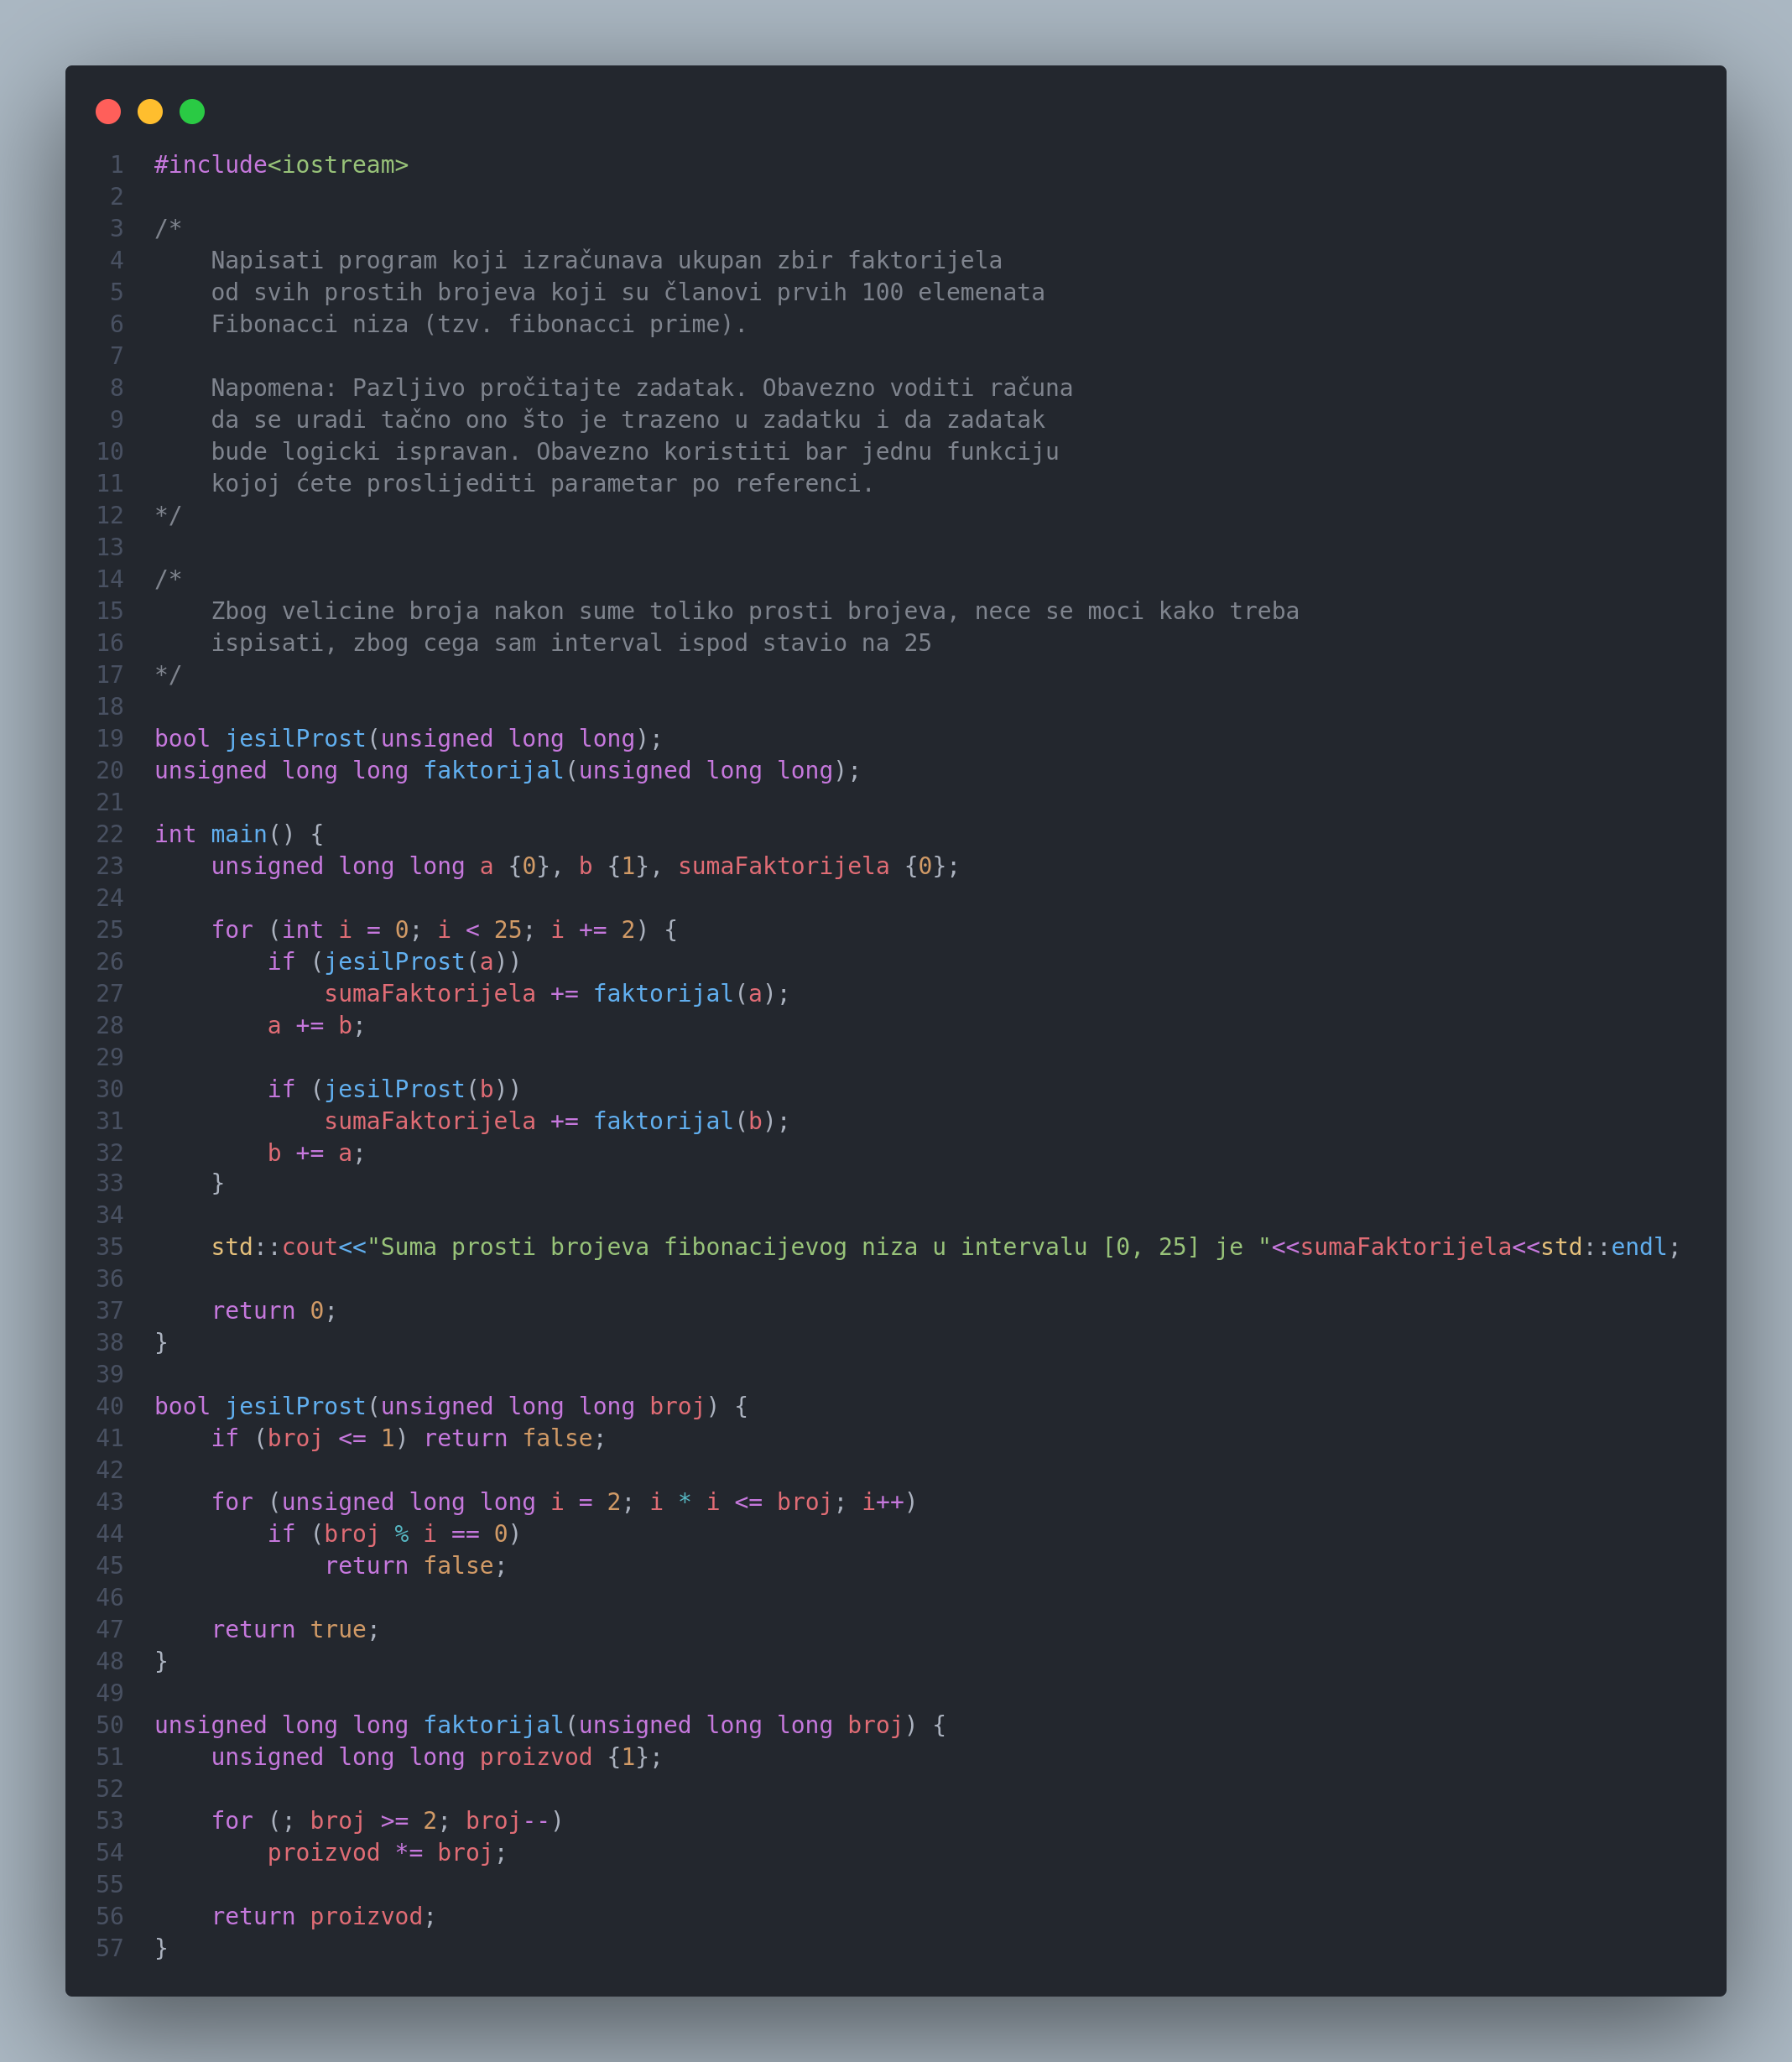 1 #include<iostream>
2
3 /*
4     Napisati program koji izračunava ukupan zbir faktorijela
5     od svih prostih brojeva koji su članovi prvih 100 elemenata
6     Fibonacci niza (tzv. fibonacci prime).
7
8     Napomena: Pazljivo pročitajte zadatak. Obavezno voditi računa
9     da se uradi tačno ono što je trazeno u zadatku i da zadatak
10     bude logicki ispravan. Obavezno koristiti bar jednu funkciju
11     kojoj ćete proslijediti parametar po referenci.
12 */
13
14 /*
15     Zbog velicine broja nakon sume toliko prosti brojeva, nece se moci kako treba
16     ispisati, zbog cega sam interval ispod stavio na 25
17 */
18
19 bool jesilProst(unsigned long long);
20 unsigned long long faktorijal(unsigned long long);
21
22 int main() {
23     unsigned long long a {0}, b {1}, sumaFaktorijela {0};
24
25     for (int i = 0; i < 25; i += 2) {
26         if (jesilProst(a))
27             sumaFaktorijela += faktorijal(a);
28         a += b;
29
30         if (jesilProst(b))
31             sumaFaktorijela += faktorijal(b);
32         b += a;
33     }
34
35     std::cout<<"Suma prosti brojeva fibonacijevog niza u intervalu [0, 25] je "<<sumaFaktorijela<<std::endl;
36
37     return 0;
38 }
39
40 bool jesilProst(unsigned long long broj) {
41     if (broj <= 1) return false;
42
43     for (unsigned long long i = 2; i * i <= broj; i++)
44         if (broj % i == 0)
45             return false;
46
47     return true;
48 }
49
50 unsigned long long faktorijal(unsigned long long broj) {
51     unsigned long long proizvod {1};
52
53     for (; broj >= 2; broj--)
54         proizvod *= broj;
55
56     return proizvod;
57 }